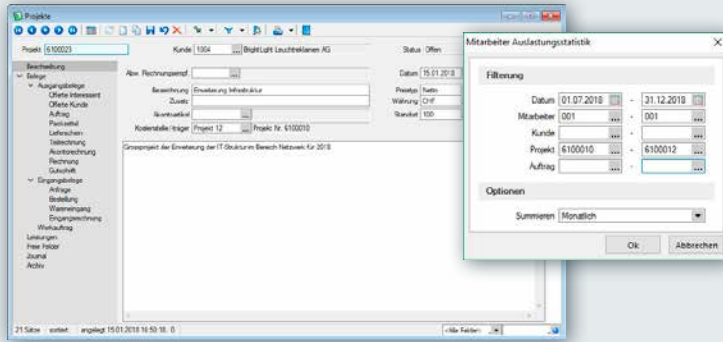 Projekte
Projekt 6100023 Kunde 1004 ... BrightLight Leuchtreklamen AG Status Offen
Beschreibung
Belege
Ausgangsbelege
Offerte Interessent
Offerte Kunde
Auftrag
Packzettel
Lieferschein
Teilrechnung
Akontorechnung
Rechnung
Gutschrift
Eingangsbelege
Anfrage
Bestellung
Wareneingang
Eingangsrechnung
Werkauftrag
Leistungen
Freie Felder
Journal
Archiv
Abw. Rechnungsempf. ... Datum 15.01.2018
Bezeichnung Erweiterung Infrastruktur Preistyp Netto
Zusatz Währung CHF
Akontoartikel ... Standort 100
Kostenstelle/-träger Projekt 12 ... Projekt Nr. 6100010
Grossprojekt der Erweiterung der IT-Struktur im Bereich Netzwerk für 2018.
21 Sätze sortiert angelegt 15.01.2018 16:50:18, 0 <Alle Felder>
Mitarbeiter Auslastungsstatistik
Filterung
Datum 01.07.2018 - 31.12.2018
Mitarbeiter 001 ... - 001 ...
Kunde ... - ...
Projekt 6100010 ... - 6100012 ...
Auftrag ... - ...
Optionen
Summieren Monatlich
Ok Abbrechen